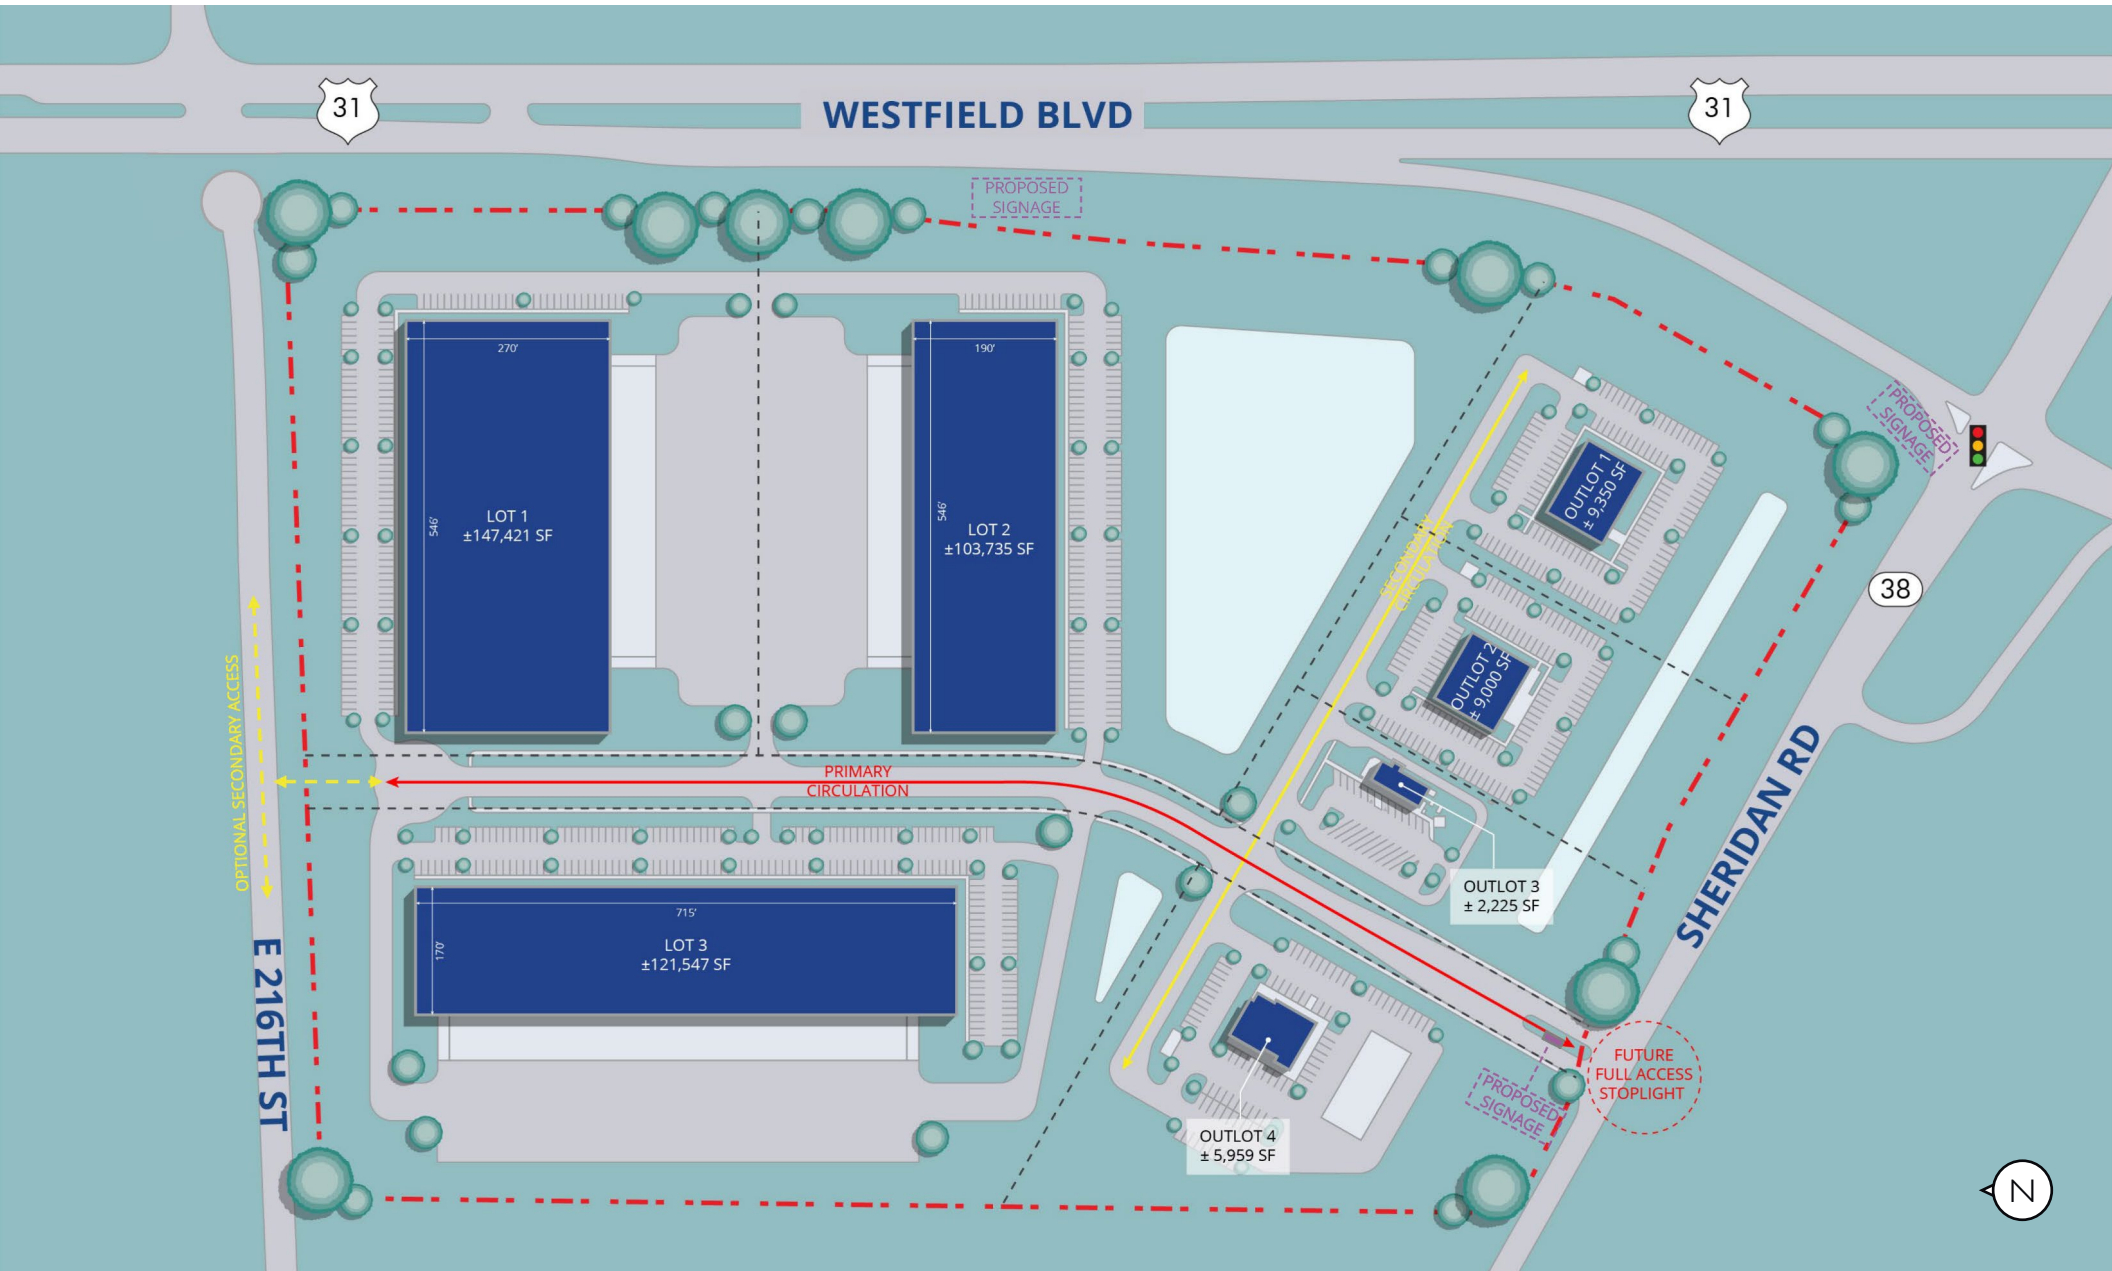 31
WESTFIELD BLVD
31
PROPOSED
SIGNAGE
PROPOSED
SIGNAGE
270'
190'
546'
LOT 1
±147,421 SF
546'
LOT 2
±103,735 SF
OUTLOT 1
± 9,350 SF
SECONDARY
CIRCULATION
38
OUTLOT 2
± 9,000 SF
OPTIONAL SECONDARY ACCESS
PRIMARY
CIRCULATION
SHERIDAN RD
OUTLOT 3
± 2,225 SF
715'
170'
LOT 3
±121,547 SF
E 216TH ST
FUTURE
FULL ACCESS
STOPLIGHT
PROPOSED
SIGNAGE
OUTLOT 4
± 5,959 SF
N